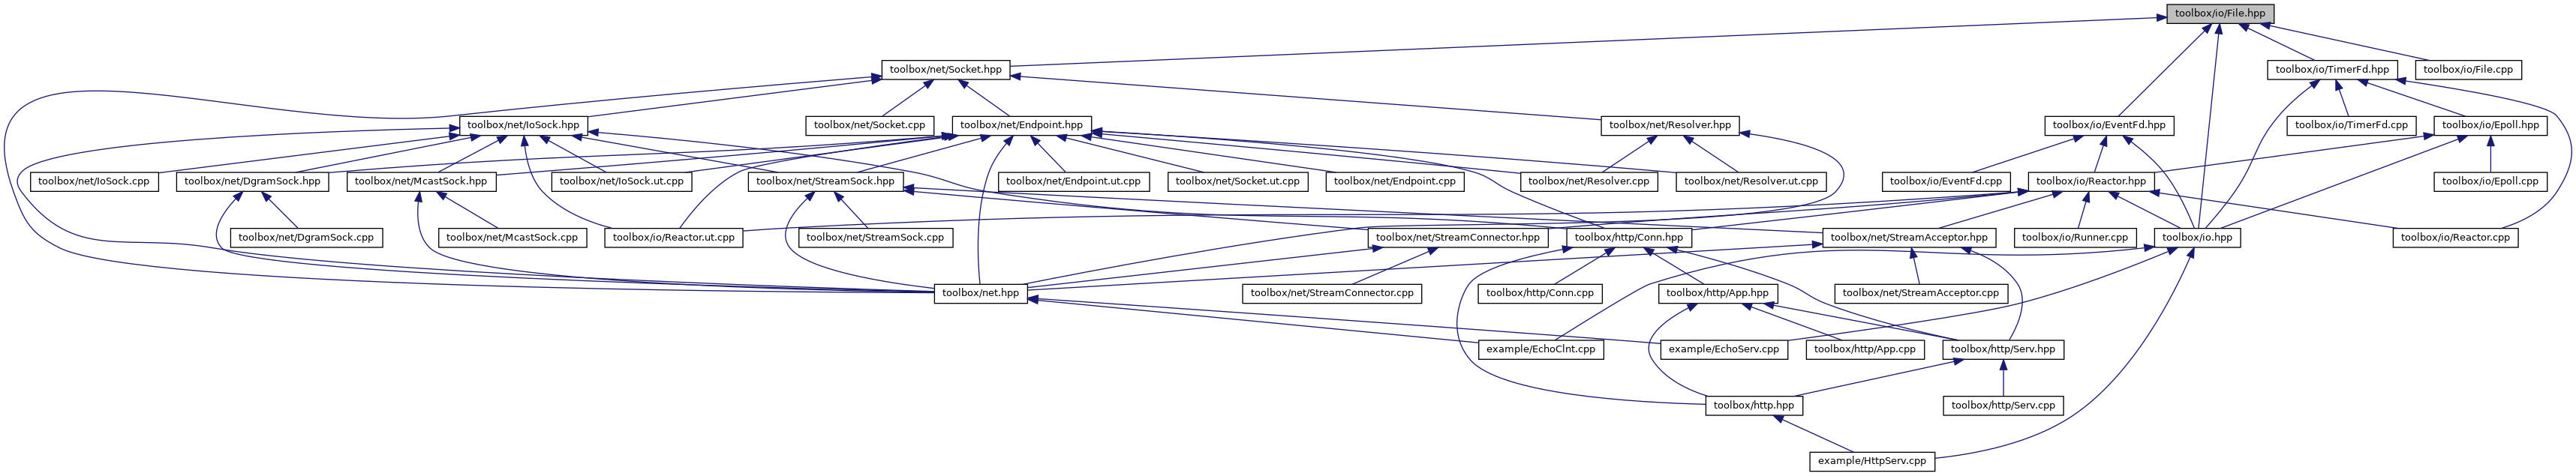 toolbox/io/File.hpp
toolbox/net/Socket.hpp
toolbox/io/TimerFd.hpp
toolbox/io/File.cpp
toolbox/net/IoSock.hpp
toolbox/net/Socket.cpp
toolbox/net/Endpoint.hpp
toolbox/net/Resolver.hpp
toolbox/io/EventFd.hpp
toolbox/io/TimerFd.cpp
toolbox/io/Epoll.hpp
toolbox/net/IoSock.cpp
toolbox/net/DgramSock.hpp
toolbox/net/McastSock.hpp
toolbox/net/IoSock.ut.cpp
toolbox/net/StreamSock.hpp
toolbox/net/Endpoint.ut.cpp
toolbox/net/Socket.ut.cpp
toolbox/net/Endpoint.cpp
toolbox/net/Resolver.cpp
toolbox/net/Resolver.ut.cpp
toolbox/io/EventFd.cpp
toolbox/io/Reactor.hpp
toolbox/io/Epoll.cpp
toolbox/net/DgramSock.cpp
toolbox/net/McastSock.cpp
toolbox/io/Reactor.ut.cpp
toolbox/net/StreamSock.cpp
toolbox/net/StreamConnector.hpp
toolbox/http/Conn.hpp
toolbox/net/StreamAcceptor.hpp
toolbox/io/Runner.cpp
toolbox/io.hpp
toolbox/io/Reactor.cpp
toolbox/net.hpp
toolbox/net/StreamConnector.cpp
toolbox/http/Conn.cpp
toolbox/http/App.hpp
toolbox/net/StreamAcceptor.cpp
example/EchoClnt.cpp
example/EchoServ.cpp
toolbox/http/App.cpp
toolbox/http/Serv.hpp
toolbox/http.hpp
toolbox/http/Serv.cpp
example/HttpServ.cpp